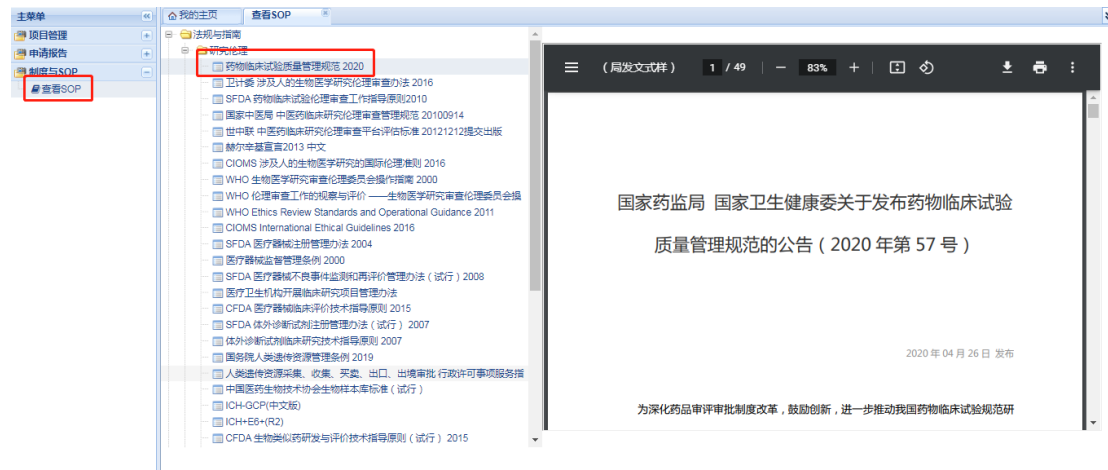 主菜单
项目管理
申请报告
制度与SOP
查看SOP
我的主页 查看SOP
法规与指南
研究伦理
药物临床试验质量管理规范 2020
卫计委 涉及人的生物医学研究伦理审查办法 2016
SFDA 药物临床试验伦理审查工作指导原则2010
国家中医局 中医药临床研究伦理审查管理规范 20100914
世中联 中医药临床研究伦理审查平台评估标准 20121212提交出版
赫尔辛基宣言2013 中文
CIOMS 涉及人的生物医学研究的国际伦理准则 2016
WHO 生物医学研究审查伦理委员会操作指南 2000
WHO 伦理审查工作的视察与评价 ——生物医学研究审查伦理委员会操
WHO Ethics Review Standards and Operational Guidance 2011
CIOMS International Ethical Guidelines 2016
SFDA 医疗器械注册管理办法 2004
医疗器械监督管理条例 2000
SFDA 医疗器械不良事件监测和再评价管理办法（试行）2008
医疗卫生机构开展临床研究项目管理办法
CFDA 医疗器械临床评价技术指导原则 2015
SFDA 体外诊断试剂注册管理办法（试行） 2007
体外诊断试剂临床研究技术指导原则 2007
国务院人类遗传资源管理条例 2019
人类遗传资源采集、收集、买卖、出口、出境审批 行政许可事项服务指
中国医药生物技术协会生物样本库标准（试行）
ICH-GCP(中文版)
ICH+E6+(R2)
CFDA 生物类似药研发与评价技术指导原则（试行） 2015
（局发文式样） 1 / 49 83%
国家药监局 国家卫生健康委关于发布药物临床试验
质量管理规范的公告（2020 年第 57 号）
2020 年 04 月 26 日 发布
为深化药品审评审批制度改革，鼓励创新，进一步推动我国药物临床试验规范研